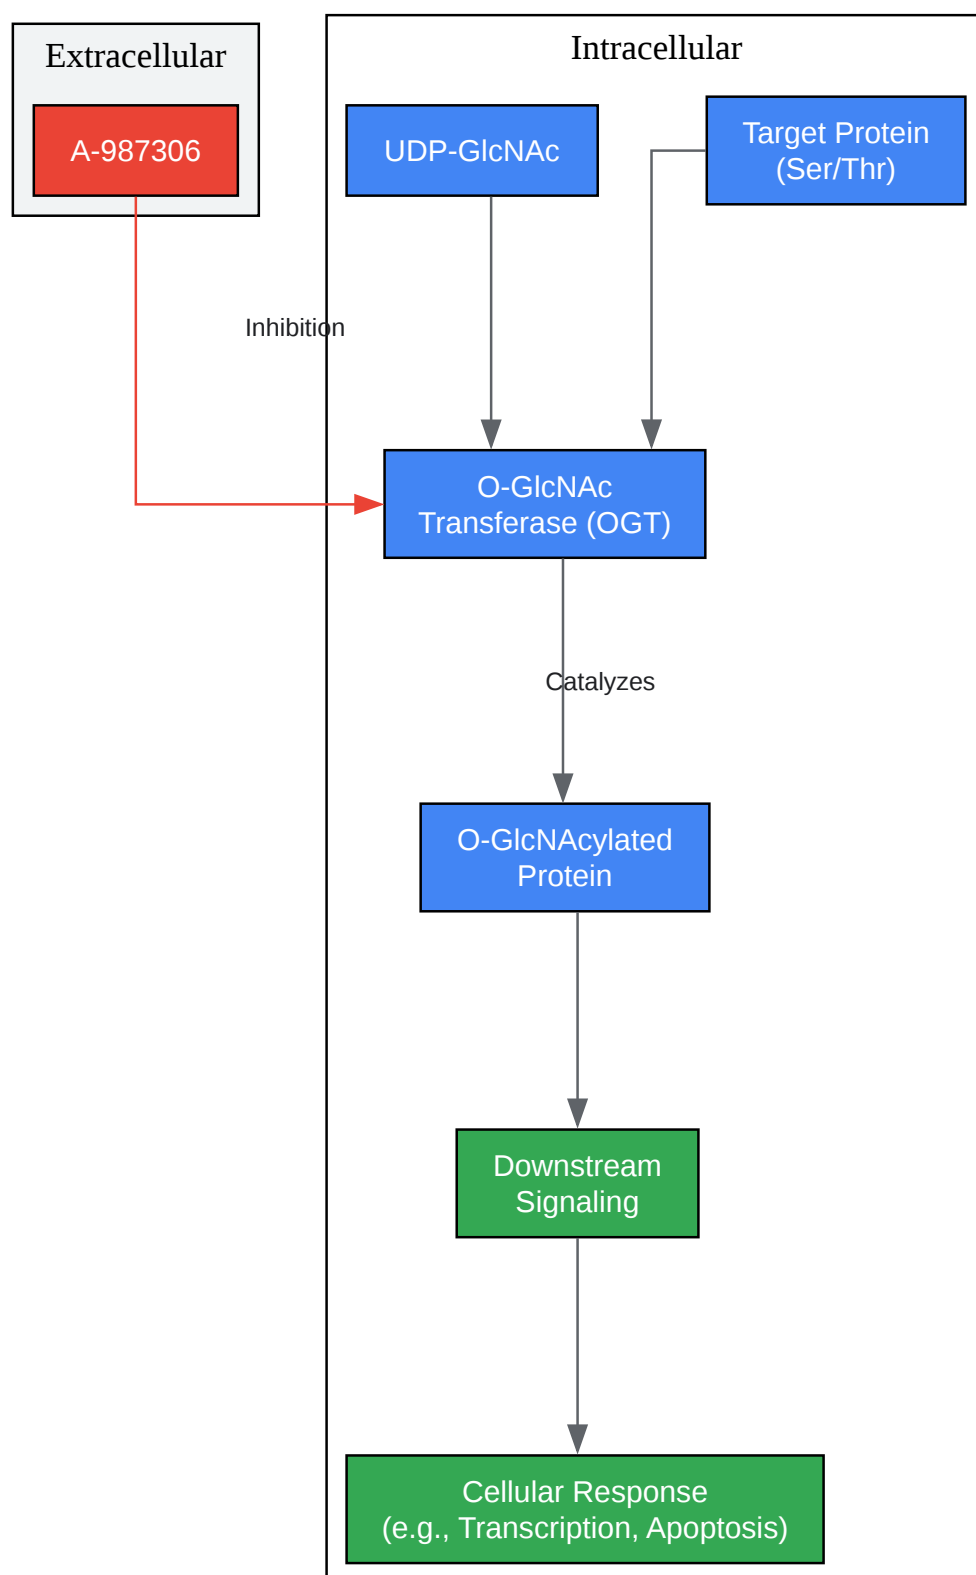 Extracellular
Intracellular
A-987306
UDP-GlcNAc
Target Protein
(Ser/Thr)
Inhibition
O-GlcNAc
Transferase (OGT)
Catalyzes
O-GlcNAcylated
Protein
Downstream
Signaling
Cellular Response
(e.g., Transcription, Apoptosis)